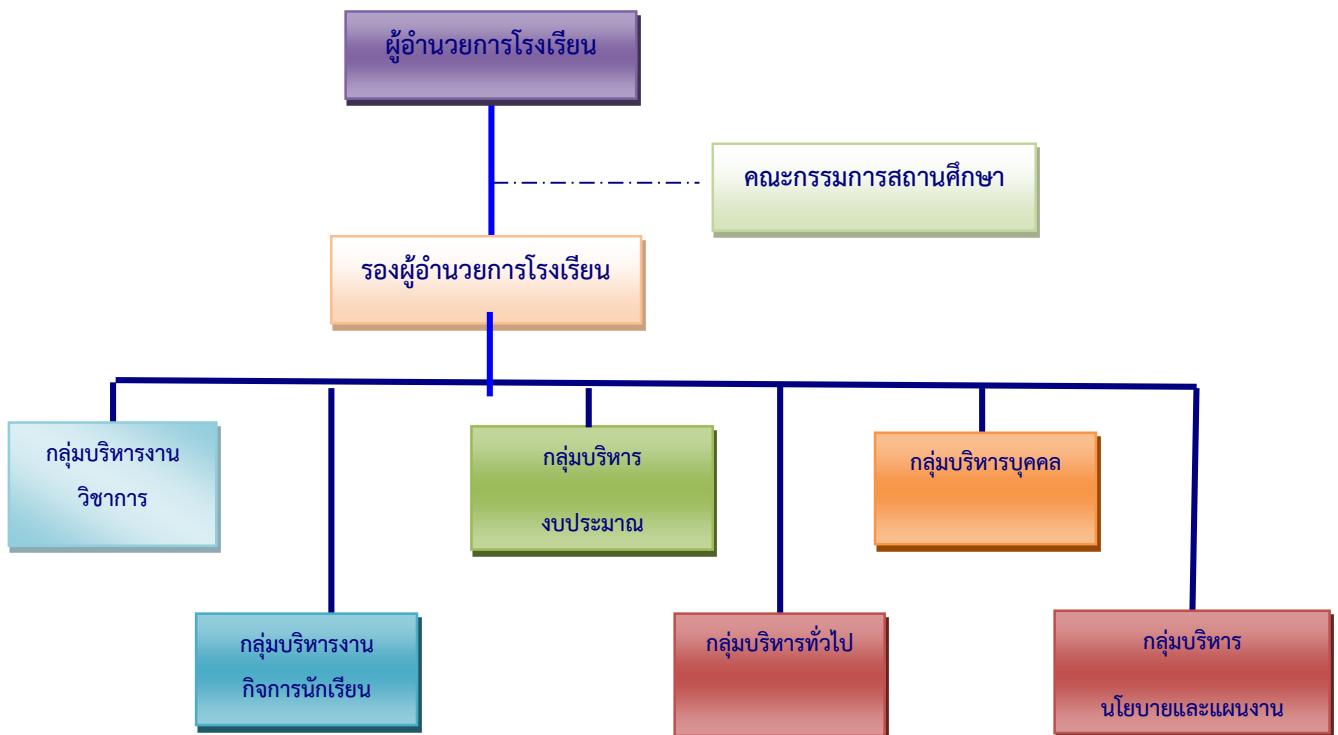 ผู้อำนวยการโรงเรียน
คณะกรรมการสถานศึกษา
รองผู้อำนวยการโรงเรียน
กลุ่มบริหารงาน
วิชาการ
กลุ่มบริหาร
งบประมาณ
กลุ่มบริหารบุคคล
กลุ่มบริหารงาน
กิจการนักเรียน
กลุ่มบริหารทั่วไป
กลุ่มบริหาร
นโยบายและแผนงาน